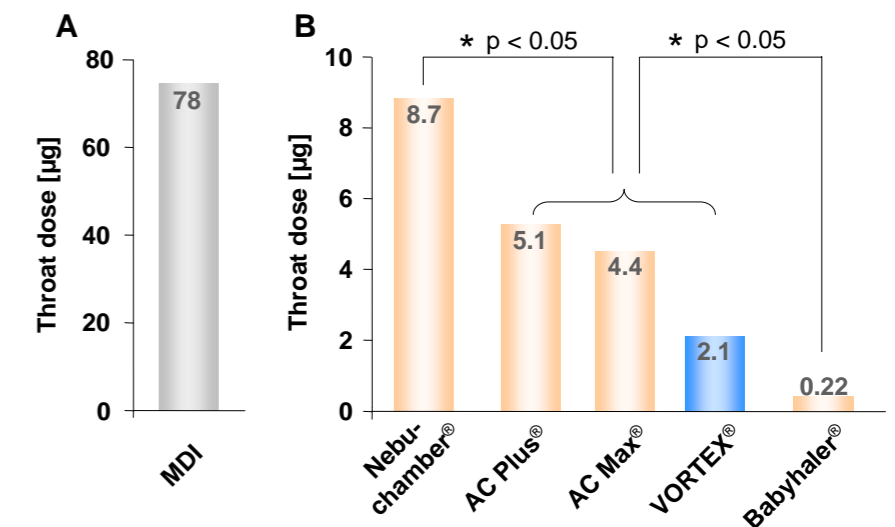 A
80
60
40
20
0
Throat dose [µg]
78
MDI
B
10
8
6
4
2
0
Throat dose [µg]
* p < 0.05
* p < 0.05
8.7
5.1
4.4
2.1
0.22
Nebu-
chamber®
AC Plus®
AC Max®
VORTEX®
Babyhaler®